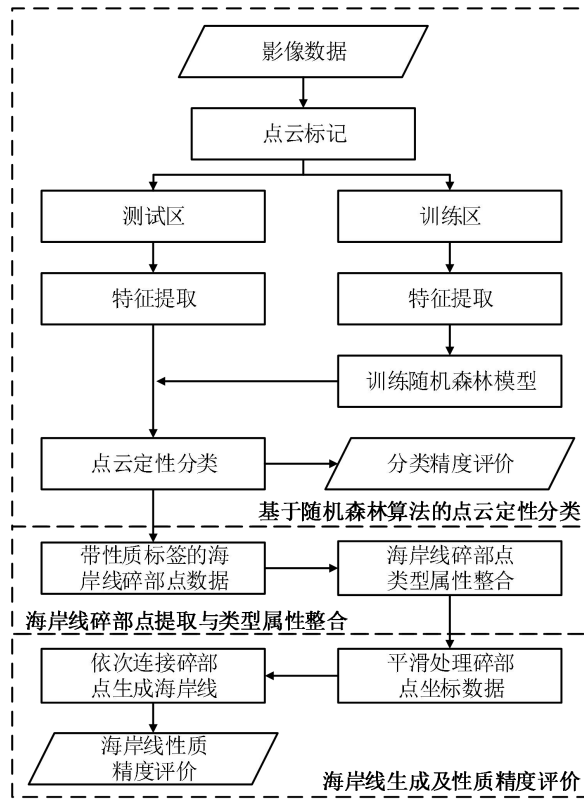 影像数据
点云标记
测试区
训练区
特征提取
特征提取
训练随机森林模型
点云定性分类
分类精度评价
基于随机森林算法的点云定性分类
带性质标签的海
岸线碎部点数据
海岸线碎部点
类型属性整合
海岸线碎部点提取与类型属性整合
依次连接碎部
点生成海岸线
平滑处理碎部
点坐标数据
海岸线性质
精度评价
海岸线生成及性质精度评价